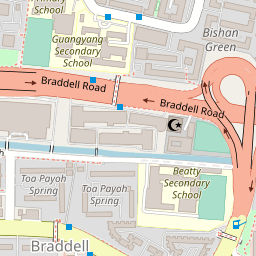 Primary
School
Guangyang
Secondary
School
Bishan
Green
Braddell Road
Braddell Road
Beatty
Secondary
School
Toa Payoh
Spring
Toa Payoh
Spring
Braddell